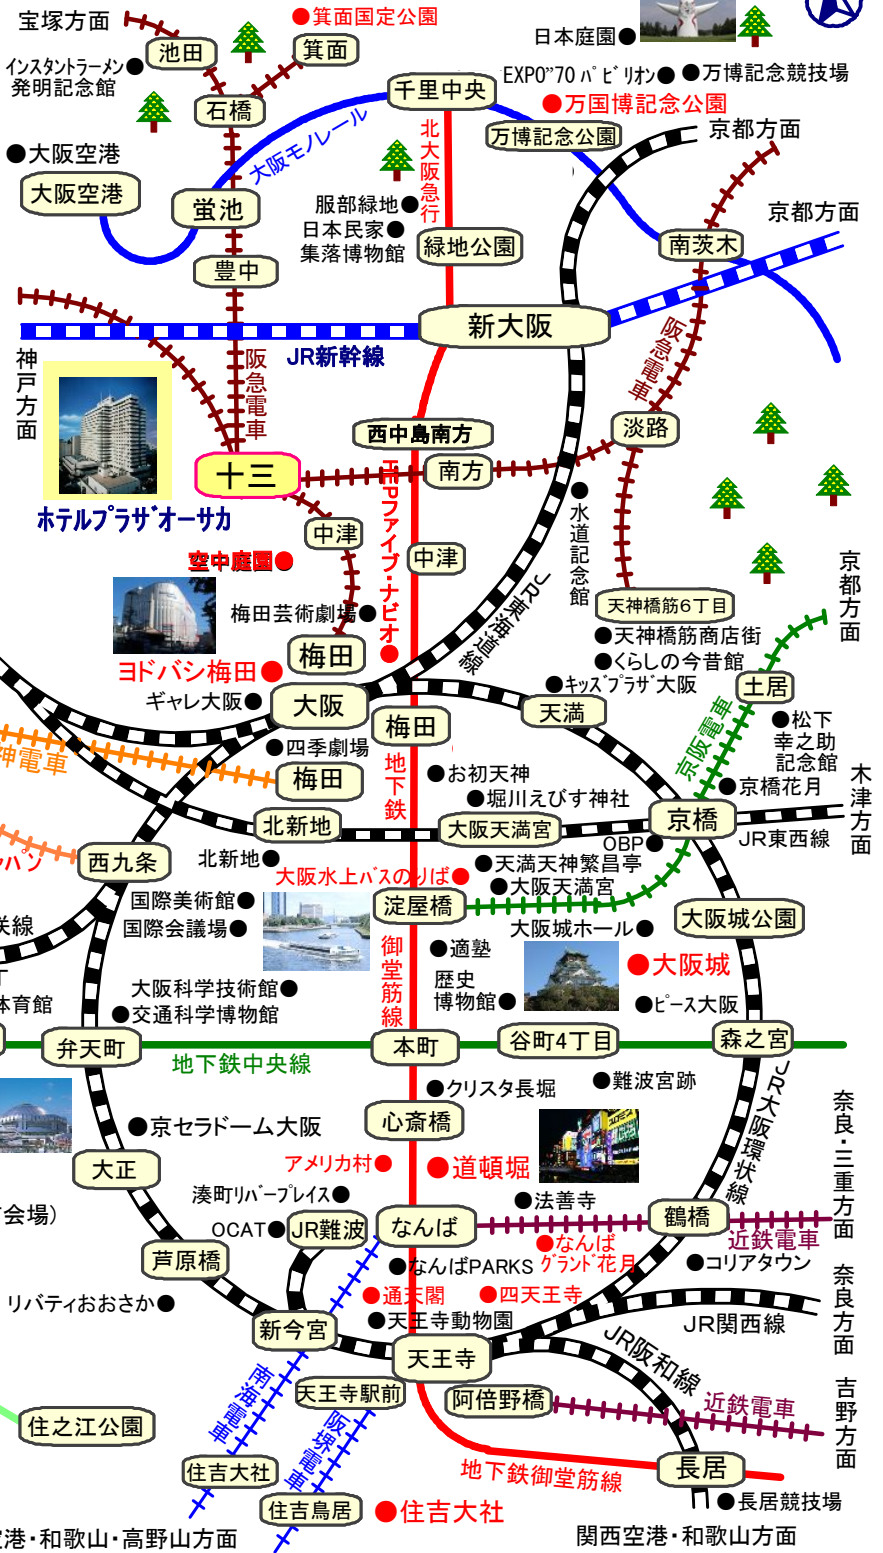 宝塚方面
●箕面国定公園
池田
箕面
日本庭園●
インスタントラーメン●
発明記念館
石橋
千里中央
EXPO"70 パビリオン●
●万博記念競技場
●万国博記念公園
万博記念公園
京都方面
●大阪空港
大阪空港
大阪モノレール
北大阪急行
蛍池
服部緑地●
日本民家●
集落博物館
緑地公園
南茨木
京都方面
豊中
新大阪
神戸方面
阪急電車
JR新幹線
阪急電車
西中島南方
淡路
十三
南方
ホテルプラザオーサカ
HEPファイブ・ナビオ●
●水道記念館
中津
中津
空中庭園●
JR東海道線
京都方面
天神橋筋6丁目
梅田芸術劇場●
●天神橋筋商店街
●くらしの今昔館
梅田
ヨドバシ梅田●
●キッズプラザ大阪
土居
ギャレ大阪●
大阪
天満
梅田
京阪電車
●松下
幸之助
記念館
神電車
●四季劇場
梅田
地下鉄
●お初天神
●京橋花月
木津方面
●堀川えびす神社
北新地
大阪天満宮
京橋
OBP●
JR東西線
パン
西九条
北新地●
●天満天神繁昌亭
大阪水上バスのりば●
●大阪天満宮
国際美術館●
淀屋橋
大阪城公園
国際会議場●
大阪城ホール●
線
御堂筋線
●適塾
●大阪城
歴史
博物館●
大阪科学技術館●
●交通科学博物館
●ピース大阪
体育館
弁天町
本町
谷町4丁目
森之宮
地下鉄中央線
●クリスタ長堀
●難波宮跡
JR大阪環状線
心斎橋
●京セラドーム大阪
奈良・三重方面
大正
アメリカ村●
●道頓堀
湊町リバープレイス●
●法善寺
会場）
OCAT●
JR難波
なんば
鶴橋
近鉄電車
芦原橋
●なんばPARKS
●なんば
グランド花月
●コリアタウン
奈良方面
●通天閣
●四天王寺
リバティおおさか●
●天王寺動物園
新今宮
JR関西線
天王寺
JR阪和線
南海電車
天王寺駅前
阿倍野橋
近鉄電車
吉野方面
住之江公園
阪堺電車
住吉大社
地下鉄御堂筋線
長居
住吉鳥居
●住吉大社
●長居競技場
港・和歌山・高野山方面
関西空港・和歌山方面